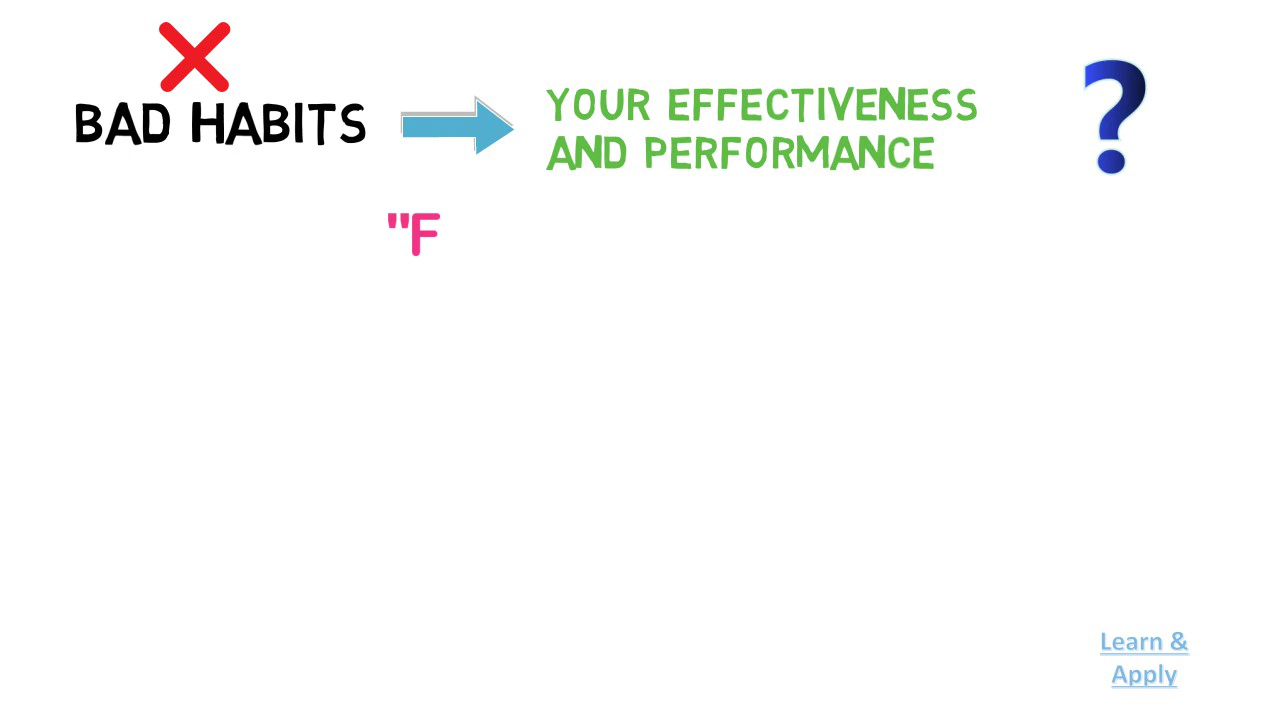 BAD HABITS
YOUR EFFECTIVENESS
AND PERFORMANCE
?
"F
Learn &
Apply